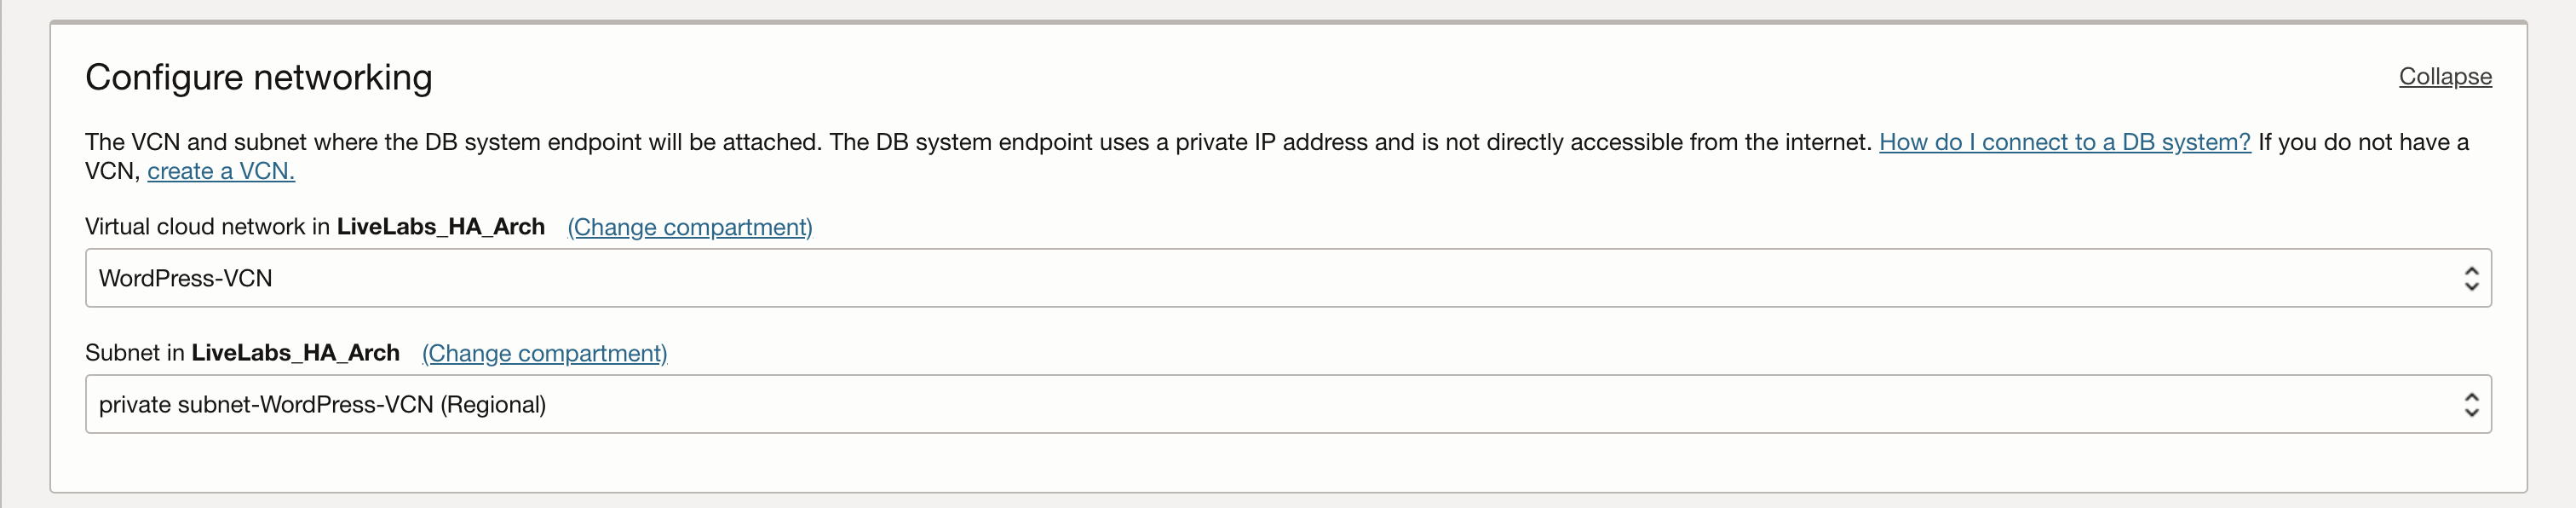 Configure networking
Collapse
The VCN and subnet where the DB system endpoint will be attached. The DB system endpoint uses a private IP address and is not directly accessible from the internet. How do I connect to a DB system? If you do not have a
VCN, create a VCN.
Virtual cloud network in LiveLabs_HA_Arch (Change compartment)
WordPress-VCN
Subnet in LiveLabs_HA_Arch (Change compartment)
private subnet-WordPress-VCN (Regional)